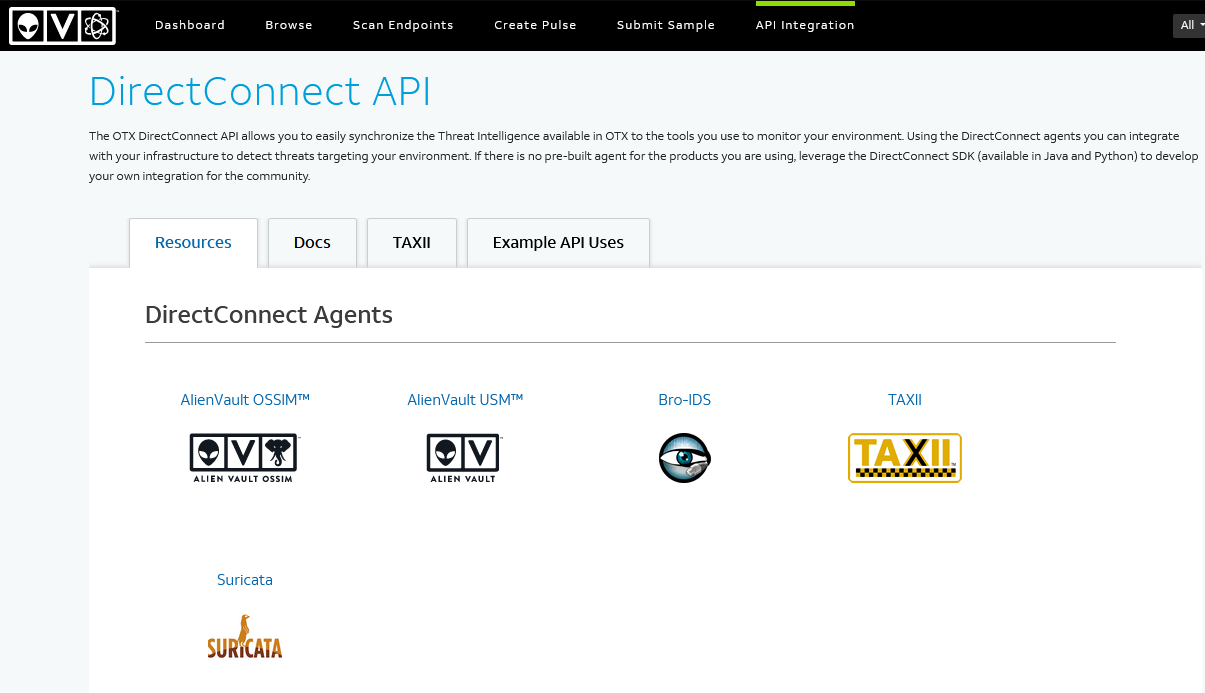 Dashboard Browse Scan Endpoints Create Pulse Submit Sample API Integration All
DirectConnect API
The OTX DirectConnect API allows you to easily synchronize the Threat Intelligence available in OTX to the tools you use to monitor your environment. Using the DirectConnect agents you can integrate
with your infrastructure to detect threats targeting your environment. If there is no pre-built agent for the products you are using, leverage the DirectConnect SDK (available in Java and Python) to develop
your own integration for the community.
Resources Docs TAXII Example API Uses
DirectConnect Agents
AlienVault OSSIM™ AlienVault USM™ Bro-IDS TAXII
V V TAXII™
ALIEN VAULT OSSIM ALIEN VAULT
Suricata
SURICATA